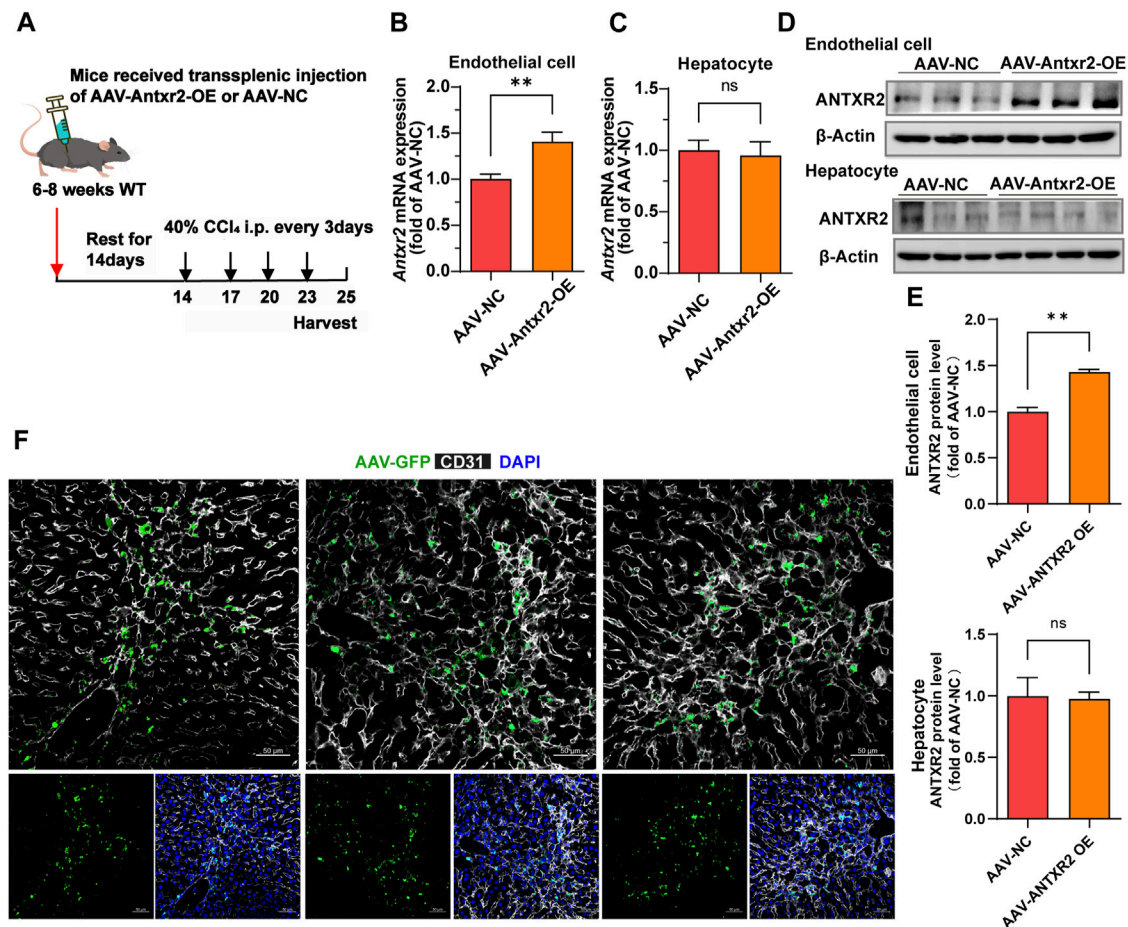 A
Mice received transsplenic injection
of AAV-Antxr2-OE or AAV-NC
6-8 weeks WT
Rest for
14days
40% CCl₄ i.p. every 3days
14 17 20 23 25
Harvest
B
Endothelial cell
**
Antxr2 mRNA expression
(fold of AAV-NC)
2.0
1.5
1.0
0.5
0.0
AAV-NC
AAV-Antxr2-OE
C
Hepatocyte
ns
Antxr2 mRNA expression
(fold of AAV-NC)
1.5
1.0
0.5
0.0
AAV-NC
AAV-Antxr2-OE
D
Endothelial cell
AAV-NC AAV-Antxr2-OE
ANTXR2
β-Actin
Hepatocyte
AAV-NC AAV-Antxr2-OE
ANTXR2
β-Actin
E
**
Endothelial cell
ANTXR2 protein level
(fold of AAV-NC)
2.0
1.5
1.0
0.5
0.0
AAV-NC
AAV-ANTXR2 OE
ns
Hepatocyte
ANTXR2 protein level
(fold of AAV-NC)
1.5
1.0
0.5
0.0
AAV-NC
AAV-ANTXR2 OE
F
AAV-GFP CD31 DAPI
50 μm
50 μm
50 μm